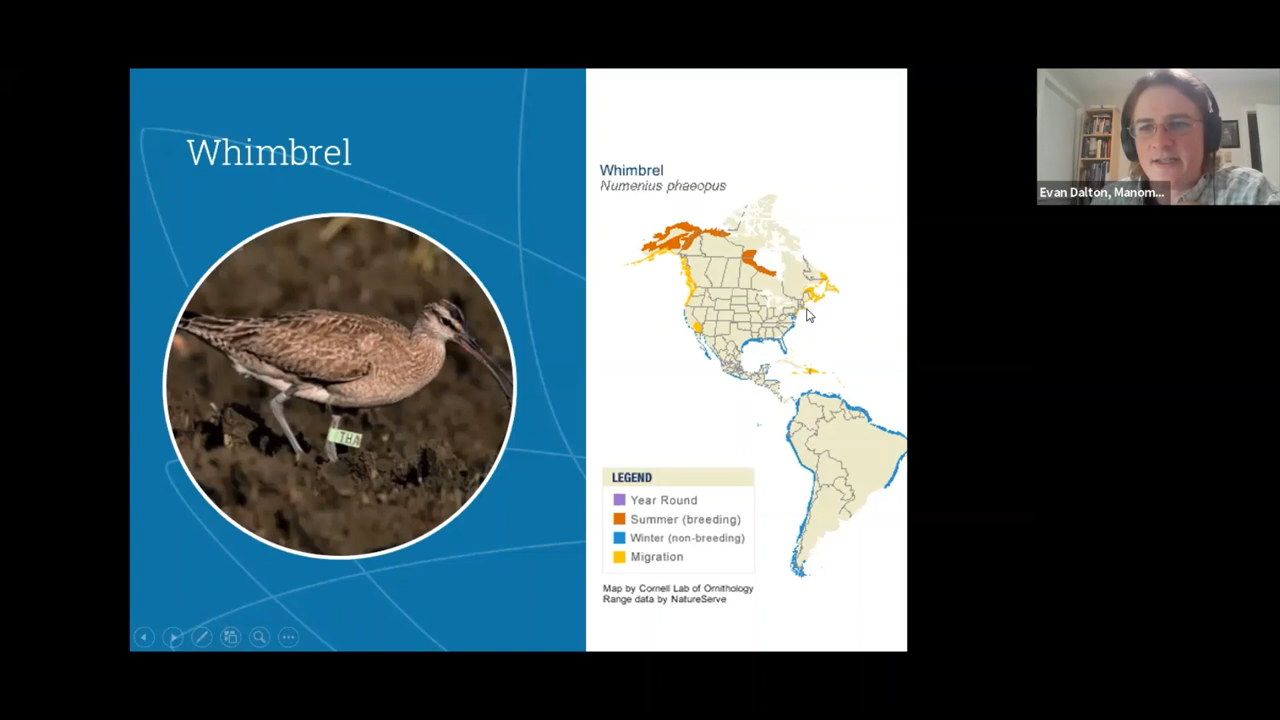 Whimbrel
THA
Whimbrel
Numenius phaeopus
LEGEND
Year Round
Summer (breeding)
Winter (non-breeding)
Migration
Map by Cornell Lab of Ornithology
Range data by NatureServe
Evan Dalton, Manom...